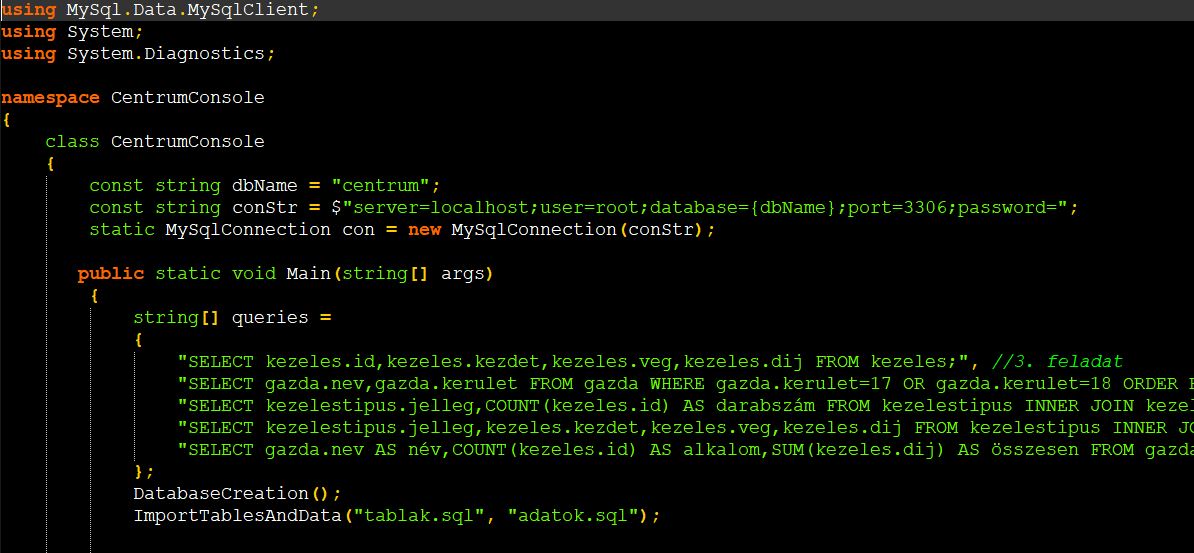 using MySql.Data.MySqlClient;
using System;
using System.Diagnostics;
namespace CentrumConsole
{
class CentrumConsole
{
const string dbName = "centrum";
const string conStr = $"server=localhost;user=root;database={dbName};port=3306;password=";
static MySqlConnection con = new MySqlConnection(conStr);
public static void Main(string[] args)
{
string[] queries =
{
"SELECT kezeles.id,kezeles.kezdet,kezeles.veg,kezeles.dij FROM kezeles;", //3. feladat
"SELECT gazda.nev,gazda.kerulet FROM gazda WHERE gazda.kerulet=17 OR gazda.kerulet=18 ORDER
"SELECT kezelestipus.jelleg,COUNT(kezeles.id) AS darabszám FROM kezelestipus INNER JOIN
"SELECT kezelestipus.jelleg,kezeles.kezdet,kezeles.veg,kezeles.dij FROM kezelestipus INNER
"SELECT gazda.nev AS név,COUNT(kezeles.id) AS alkalom,SUM(kezeles.dij) AS összesen FROM gazda
};
DatabaseCreation();
ImportTablesAndData("tablak.sql", "adatok.sql");